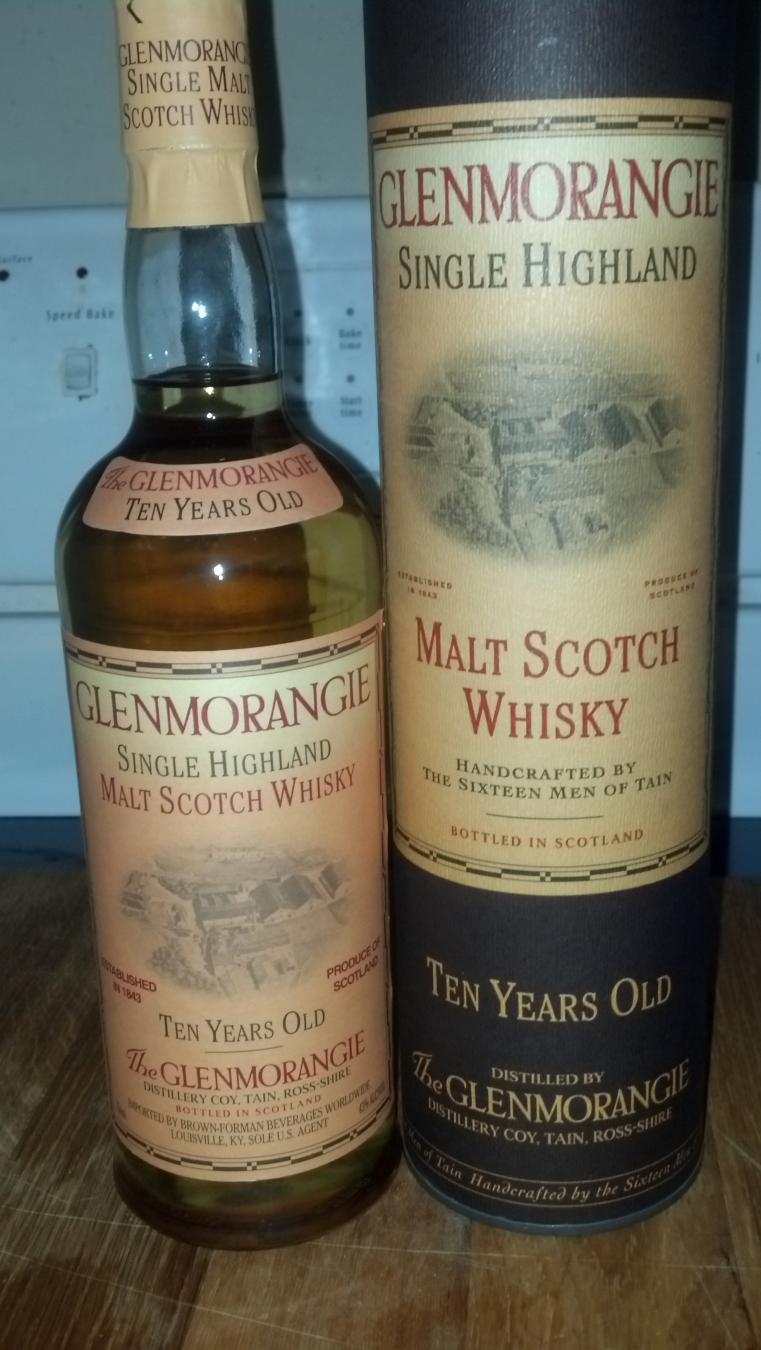 GLENMORANGIE
SINGLE MALT
SCOTCH WHISKY
The GLENMORANGIE
TEN YEARS OLD
GLENMORANGIE
SINGLE HIGHLAND
MALT SCOTCH WHISKY
ESTABLISHED
IN 1843
PRODUCE OF
SCOTLAND
TEN YEARS OLD
The GLENMORANGIE
DISTILLERY COY, TAIN, ROSS-SHIRE
BOTTLED IN SCOTLAND
IMPORTED BY BROWN-FORMAN BEVERAGES WORLDWIDE
LOUISVILLE, KY, SOLE U.S. AGENT
GLENMORANGIE
SINGLE HIGHLAND
ESTABLISHED
IN 1843
PRODUCE OF
SCOTLAND
MALT SCOTCH
WHISKY
HANDCRAFTED BY
THE SIXTEEN MEN OF TAIN
BOTTLED IN SCOTLAND
TEN YEARS OLD
DISTILLED BY
The GLENMORANGIE
DISTILLERY COY, TAIN, ROSS-SHIRE
Men of Tain Handcrafted by the Sixteen Men
Speed Bake
Bake
time
Start
time